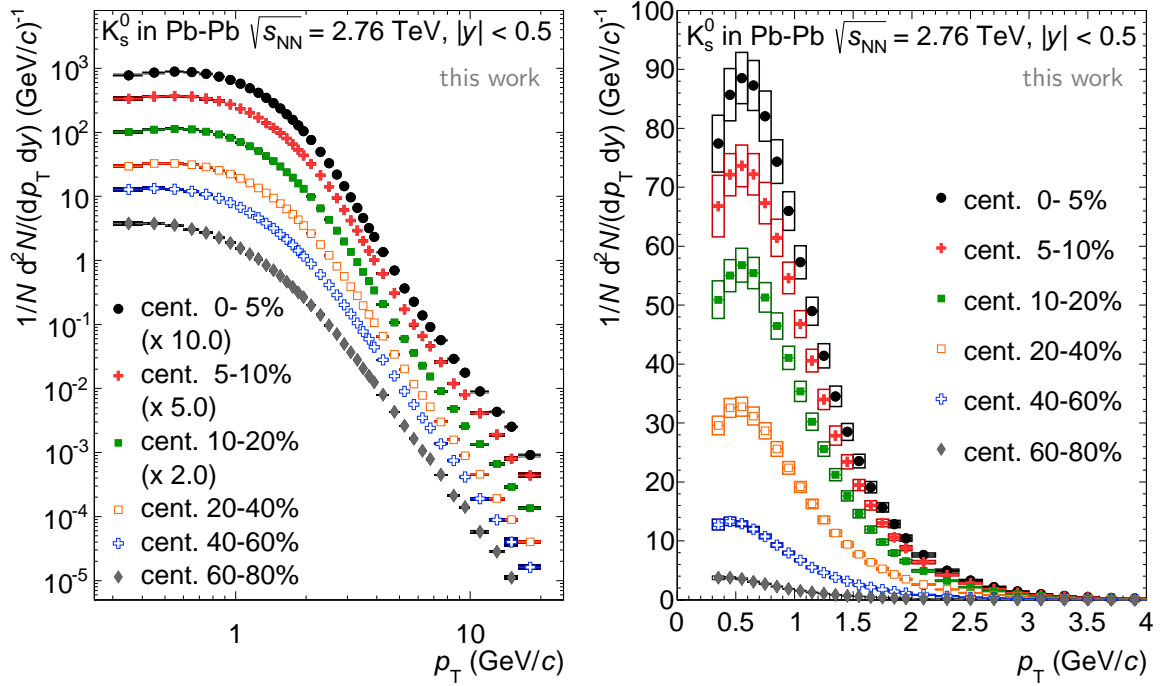 K⁰ₛ in Pb-Pb √sNN = 2.76 TeV, |y| < 0.5
this work
1/N d²N/(dpT dy) (GeV/c)⁻¹
10³
10²
10
1
10⁻¹
10⁻²
10⁻³
10⁻⁴
10⁻⁵
cent. 0- 5%
(x 10.0)
cent. 5-10%
(x 5.0)
cent. 10-20%
(x 2.0)
cent. 20-40%
cent. 40-60%
cent. 60-80%
1 10
pT (GeV/c)
K⁰ₛ in Pb-Pb √sNN = 2.76 TeV, |y| < 0.5
this work
1/N d²N/(dpT dy) (GeV/c)⁻¹
100
90
80
70
60
50
40
30
20
10
0
cent. 0- 5%
cent. 5-10%
cent. 10-20%
cent. 20-40%
cent. 40-60%
cent. 60-80%
0 0.5 1 1.5 2 2.5 3 3.5 4
pT (GeV/c)